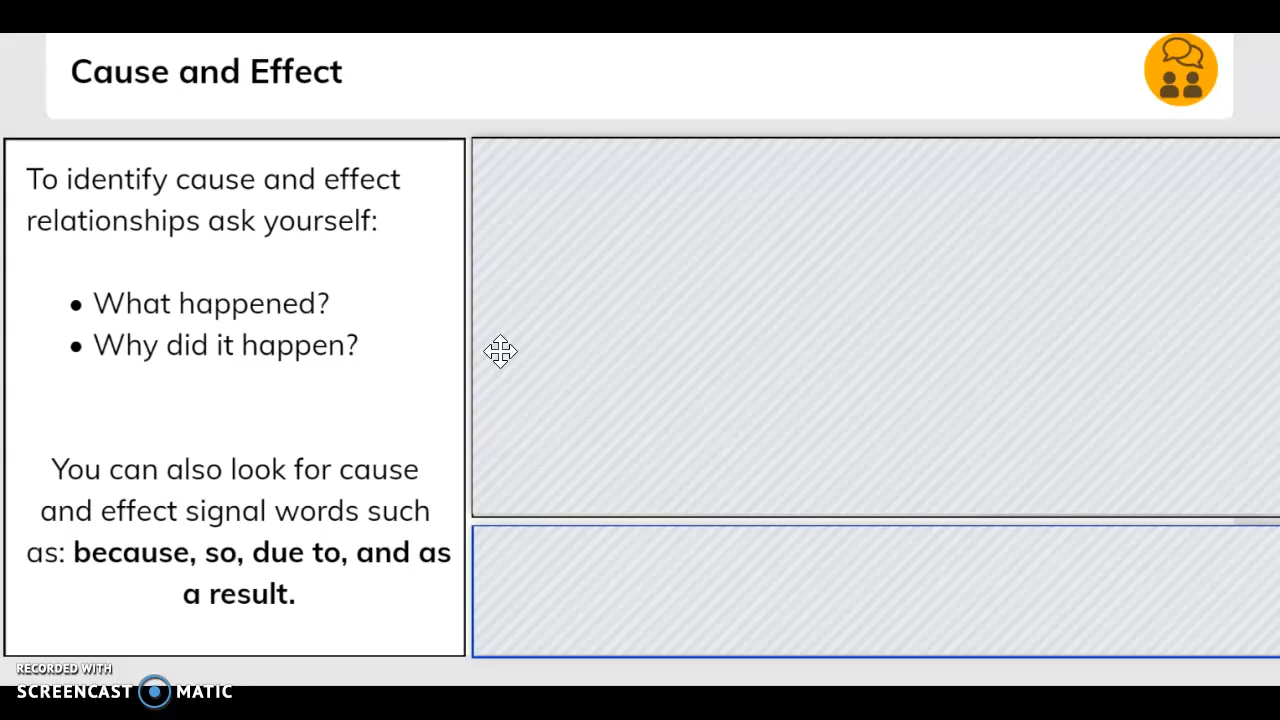 Cause and Effect
To identify cause and effect
relationships ask yourself:
• What happened?
• Why did it happen?
You can also look for cause
and effect signal words such
as: because, so, due to, and as
a result.
RECORDED WITH
SCREENCAST MATIC